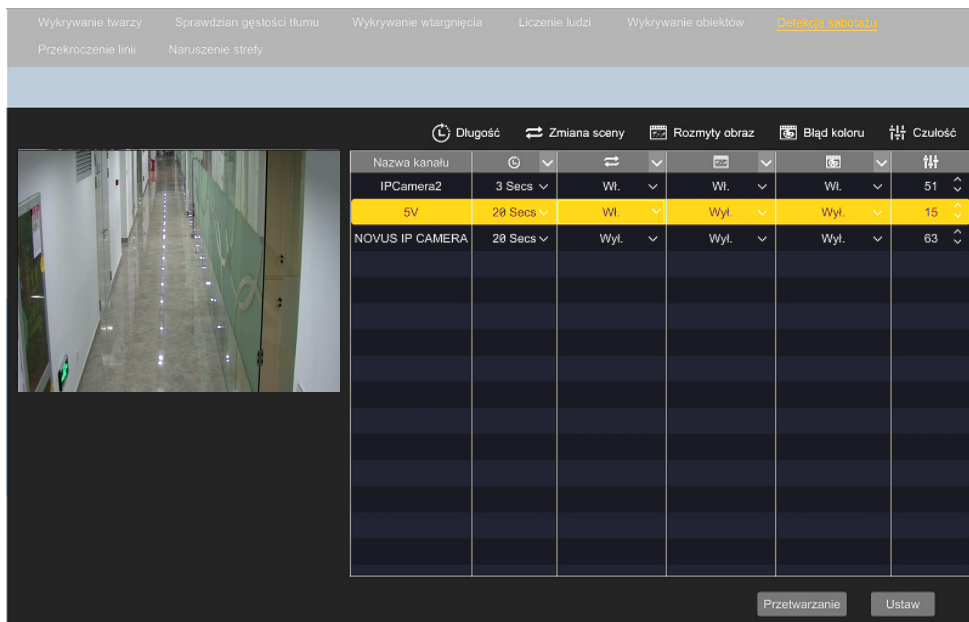 Wykrywanie twarzy Sprawdzian gęstości tłumu Wykrywanie wtargnięcia Liczenie ludzi Wykrywanie obiektów Detekcja sabotażu
Przekroczenie linii Naruszenie strefy
Długość Zmiana sceny Rozmyty obraz Błąd koloru Czułość
Nazwa kanału
IPCamera2 3 Secs Wł. Wł. Wł. 51
5V 20 Secs Wł. Wył. Wył. 15
NOVUS IP CAMERA 20 Secs Wył. Wył. Wył. 63
Przetwarzanie Ustaw